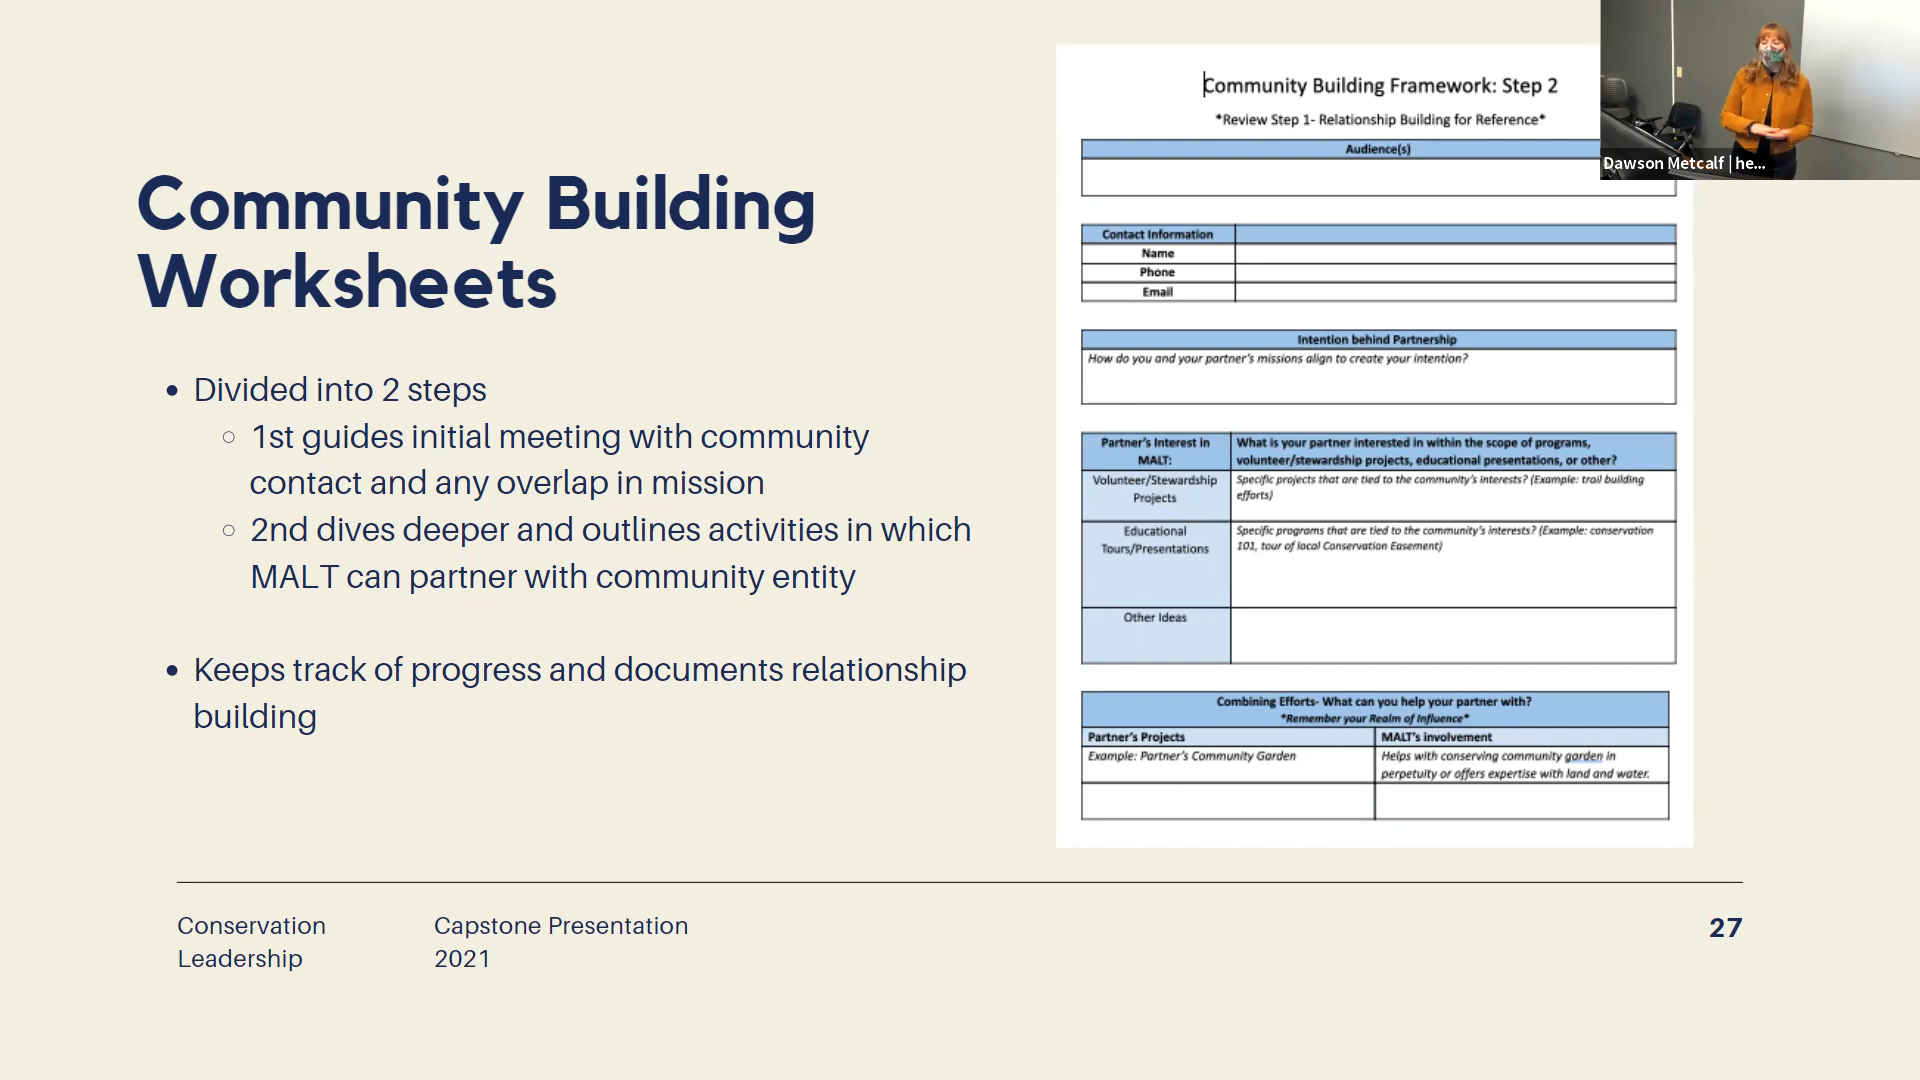 Community Building
Worksheets
Divided into 2 steps
1st guides initial meeting with community
contact and any overlap in mission
2nd dives deeper and outlines activities in which
MALT can partner with community entity
Keeps track of progress and documents relationship
building
Community Building Framework: Step 2
*Review Step 1- Relationship Building for Reference*
Audience(s)
Contact Information
Name
Phone
Email
Intention behind Partnership
How do you and your partner's missions align to create your intention?
Partner's Interest in
MALT:
What is your partner interested in within the scope of programs,
volunteer/stewardship projects, educational presentations, or other?
Volunteer/Stewardship
Projects
Specific projects that are tied to the community's interests? (Example: trail building
efforts)
Educational
Tours/Presentations
Specific programs that are tied to the community's interests? (Example: conservation
101, tour of local Conservation Easement)
Other Ideas
Combining Efforts- What can you help your partner with?
*Remember your Realm of Influence*
Partner's Projects
MALT's involvement
Example: Partner's Community Garden
Helps with conserving community garden in
perpetuity or offers expertise with land and water.
Dawson Metcalf | he...
Conservation
Leadership
Capstone Presentation
2021
27